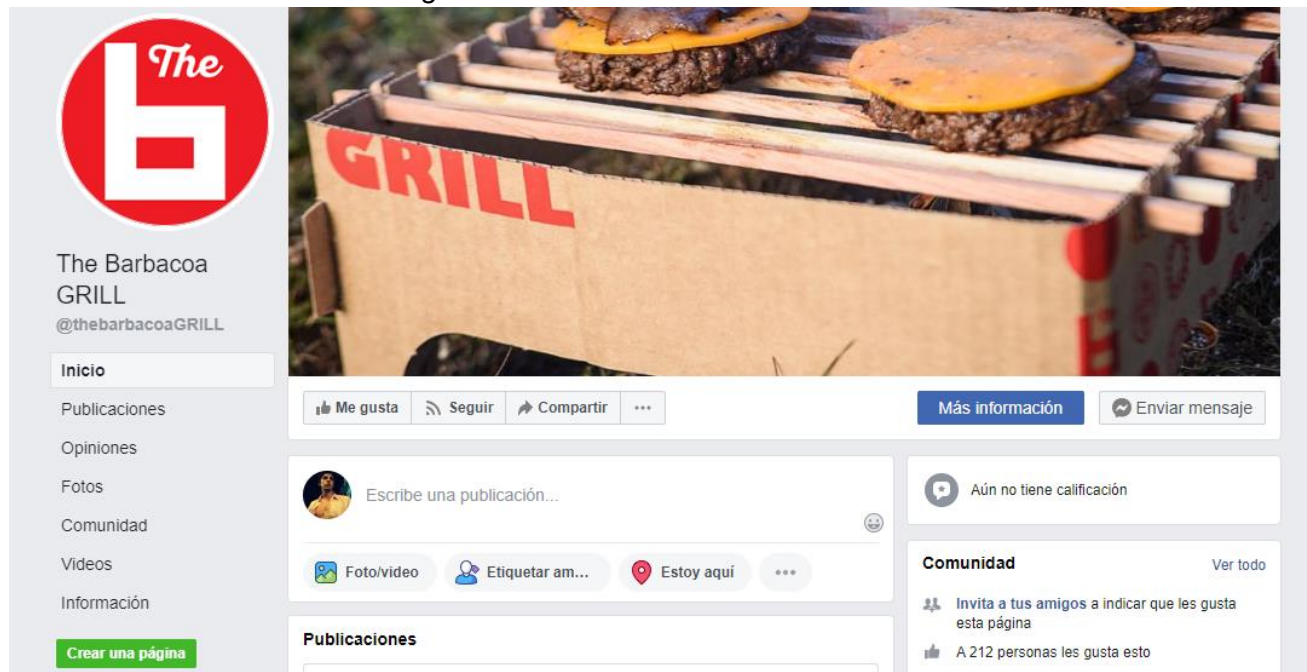 The
b
GRILL
The Barbacoa
GRILL
@thebarbacoaGRILL
Inicio
Publicaciones
Opiniones
Fotos
Comunidad
Videos
Información
Crear una página
Me gusta
Seguir
Compartir
Más información
Enviar mensaje
Escribe una publicación...
Foto/video
Etiquetar am...
Estoy aquí
Publicaciones
Aún no tiene calificación
Comunidad
Ver todo
Invita a tus amigos a indicar que les gusta
esta página
A 212 personas les gusta esto